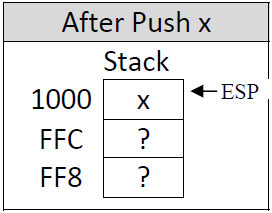 After Push x
Stack
1000 x ESP
FFC ?
FF8 ?